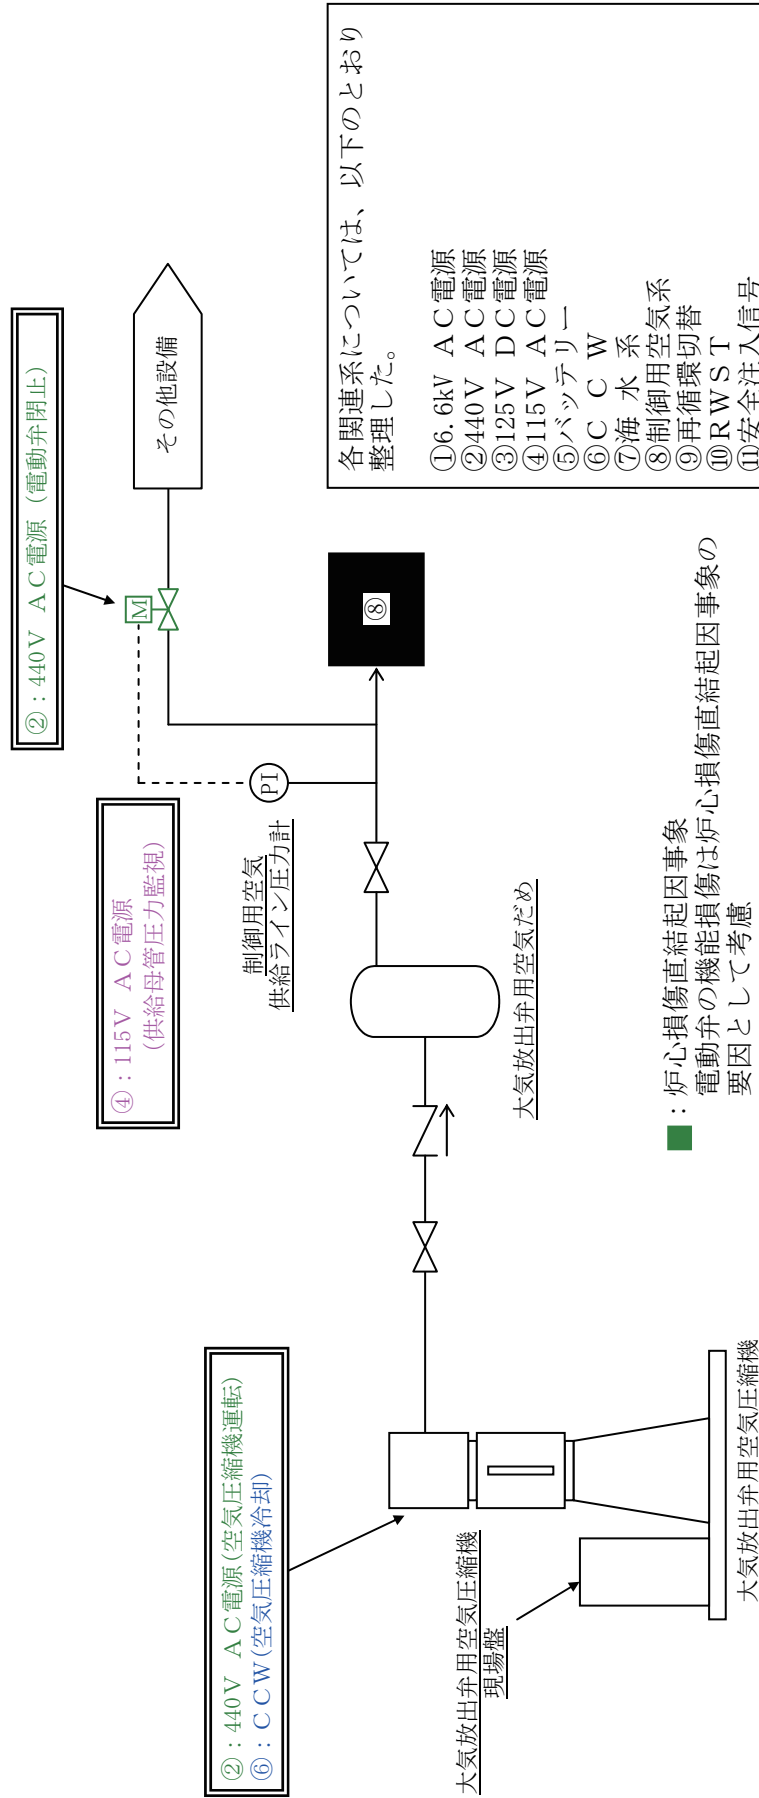 ②：440V AC電源 (電動弁閉止)
その他設備
M
④：115V AC電源
(供給母管圧力監視)
PI
制御用空気
供給ライン圧力計
⑧
各関連系については、以下のとおり
整理した。
①6.6kV AC電源
②440V AC電源
③125V DC電源
④115V AC電源
⑤バッテリー
⑥ＣＣＷ
⑦海水系
⑧制御用空気系
⑨再循環切替
⑩ＲＷＳＴ
⑪安全注入信号
②：440V AC電源(空気圧縮機運転)
⑥：ＣＣＷ(空気圧縮機冷却)
大気放出弁用空気だめ
大気放出弁用空気圧縮機
現場盤
大気放出弁用空気圧縮機
：炉心損傷直結起因事象
電動弁の機能損傷は炉心損傷直結起因事象の
要因として考慮